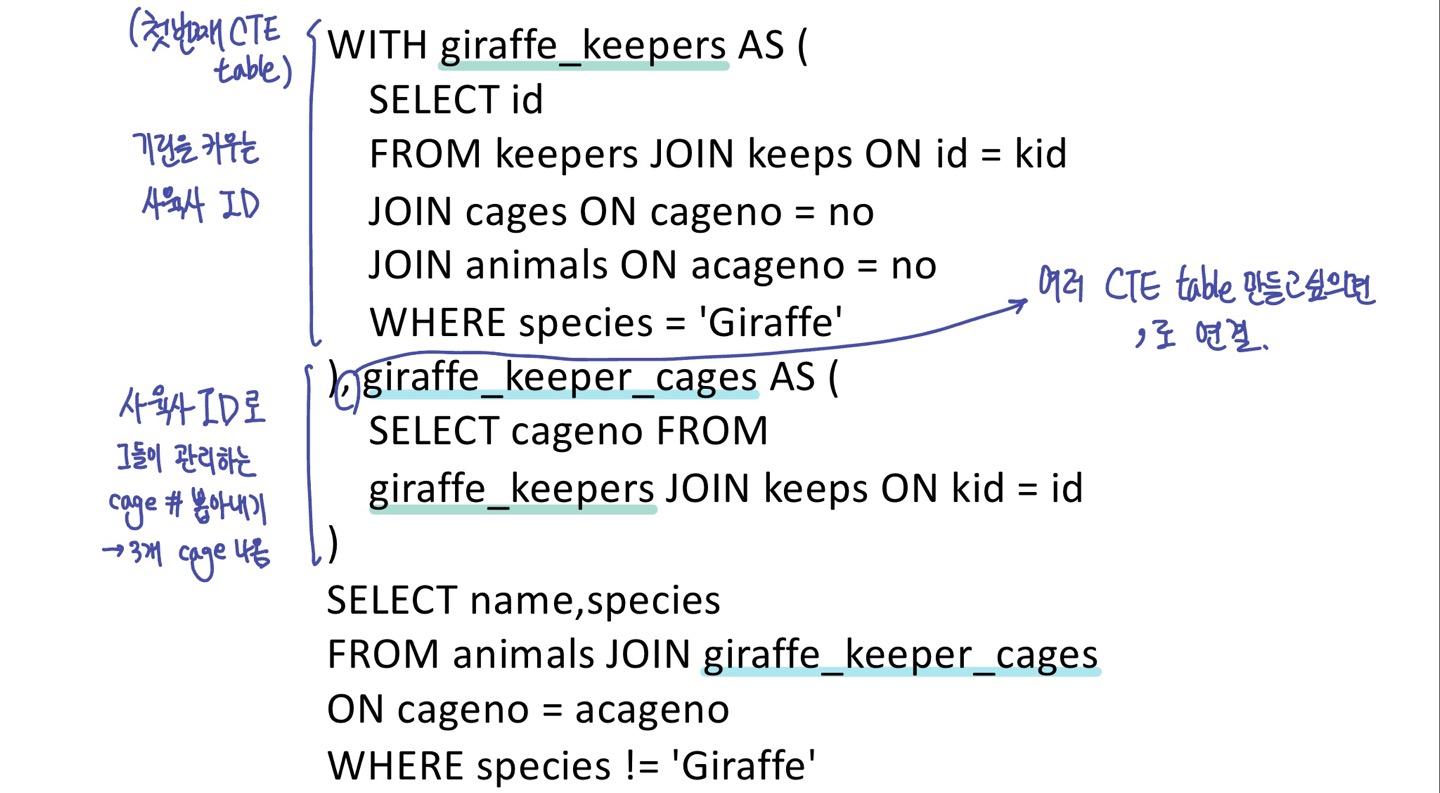 (첫번째 CTE
table)
기린을 키우는
사육사 ID
WITH giraffe_keepers AS (
SELECT id
FROM keepers JOIN keeps ON id = kid
JOIN cages ON cageno = no
JOIN animals ON acageno = no
WHERE species = 'Giraffe'
여러 CTE table 만들고싶으면
,로 연결.
), giraffe_keeper_cages AS (
SELECT cageno FROM
giraffe_keepers JOIN keeps ON kid = id
)
사육사 ID로
그들이 관리하는
cage # 뽑아내기
→ 3개 cage 나옴
SELECT name,species
FROM animals JOIN giraffe_keeper_cages
ON cageno = acageno
WHERE species != 'Giraffe'